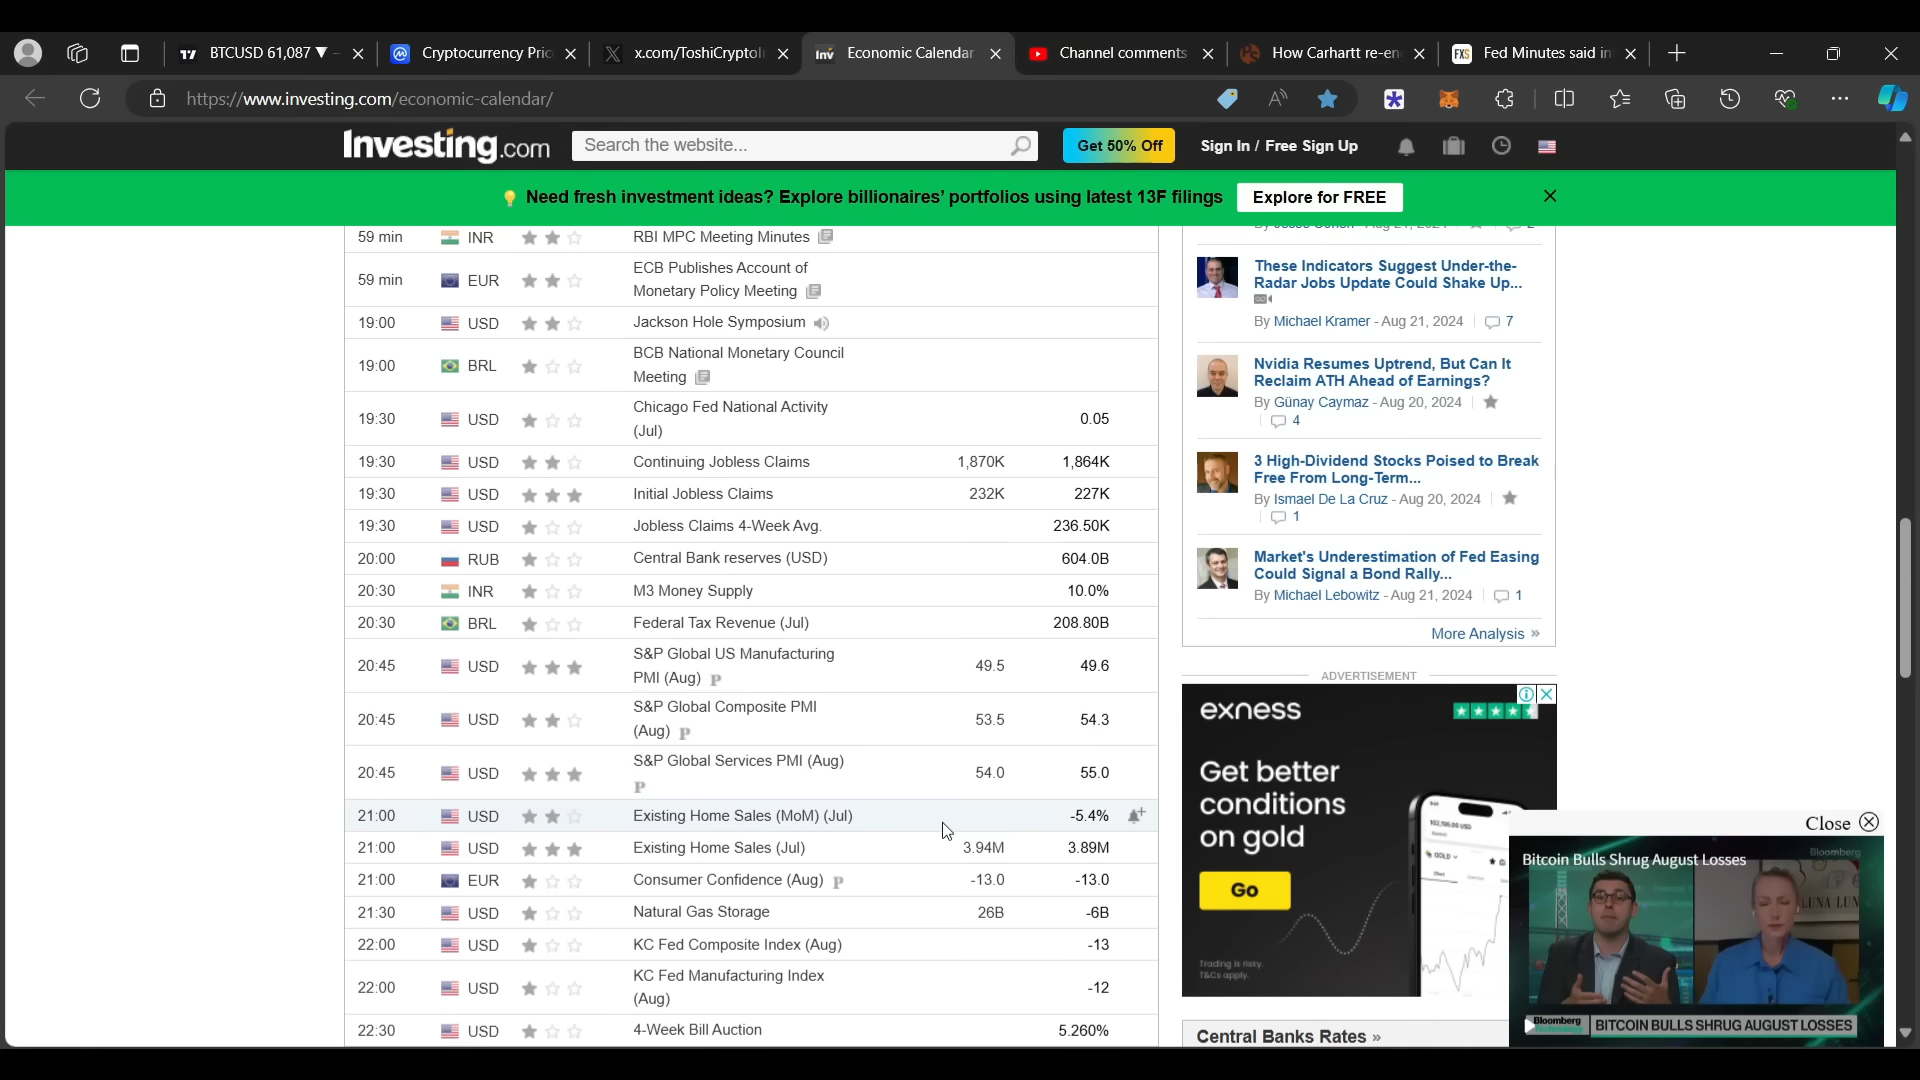 BTCUSD 61,087 ▼
Cryptocurrency Pric
x.com/ToshiCryptoI
Economic Calendar
Channel comments
How Carhartt re-en
Fed Minutes said in
https://www.investing.com/economic-calendar/
Investing.com
Search the website...
Get 50% Off
Sign In / Free Sign Up
Need fresh investment ideas? Explore billionaires' portfolios using latest 13F filings
Explore for FREE
59 min INR RBI MPC Meeting Minutes
59 min EUR ECB Publishes Account of
Monetary Policy Meeting
19:00 USD Jackson Hole Symposium
19:00 BRL BCB National Monetary Council
Meeting
19:30 USD Chicago Fed National Activity
(Jul) 0.05
19:30 USD Continuing Jobless Claims 1,870K 1,864K
19:30 USD Initial Jobless Claims 232K 227K
19:30 USD Jobless Claims 4-Week Avg. 236.50K
20:00 RUB Central Bank reserves (USD) 604.0B
20:30 INR M3 Money Supply 10.0%
20:30 BRL Federal Tax Revenue (Jul) 208.80B
20:45 USD S&P Global US Manufacturing
PMI (Aug) P 49.5 49.6
20:45 USD S&P Global Composite PMI
(Aug) P 53.5 54.3
20:45 USD S&P Global Services PMI (Aug)
P 54.0 55.0
21:00 USD Existing Home Sales (MoM) (Jul) -5.4%
21:00 USD Existing Home Sales (Jul) 3.94M 3.89M
21:00 EUR Consumer Confidence (Aug) P -13.0 -13.0
21:30 USD Natural Gas Storage 26B -6B
22:00 USD KC Fed Composite Index (Aug) -13
22:00 USD KC Fed Manufacturing Index
(Aug) -12
22:30 USD 4-Week Bill Auction 5.260%
These Indicators Suggest Under-the-
Radar Jobs Update Could Shake Up...
By Michael Kramer - Aug 21, 2024 7
Nvidia Resumes Uptrend, But Can It
Reclaim ATH Ahead of Earnings?
By Günay Caymaz - Aug 20, 2024
4
3 High-Dividend Stocks Poised to Break
Free From Long-Term...
By Ismael De La Cruz - Aug 20, 2024
1
Market's Underestimation of Fed Easing
Could Signal a Bond Rally...
By Michael Lebowitz - Aug 21, 2024 1
More Analysis »
ADVERTISEMENT
exness
Get better
conditions
on gold
Go
Trading is risky.
T&Cs apply.
Central Banks Rates »
Close
Bitcoin Bulls Shrug August Losses
Bloomberg
Bloomberg
BITCOIN BULLS SHRUG AUGUST LOSSES